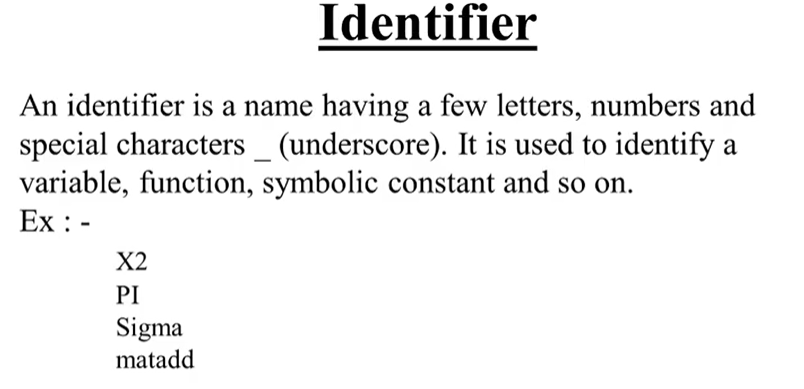 Identifier
An identifier is a name having a few letters, numbers and
special characters _ (underscore). It is used to identify a
variable, function, symbolic constant and so on.
Ex : -
X2
PI
Sigma
matadd